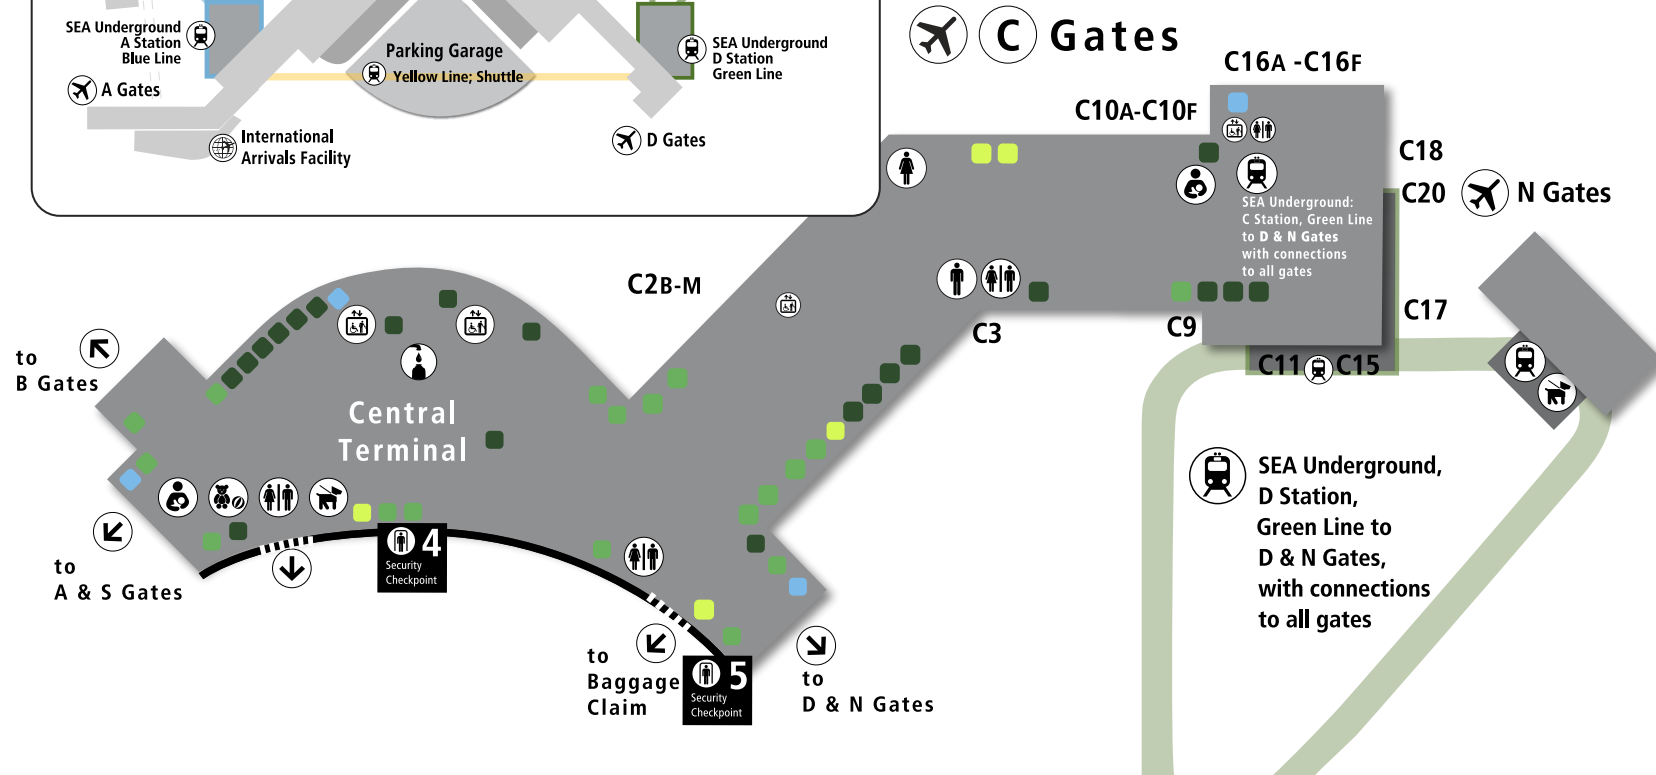 SEA Underground
A Station
Blue Line
A Gates
International
Arrivals Facility
Parking Garage
Yellow Line; Shuttle
SEA Underground
D Station
Green Line
D Gates
C Gates
C16A -C16F
C10A-C10F
C18
C20
N Gates
SEA Underground:
C Station, Green Line
to D & N Gates
with connections
to all gates
C2B-M
C3
C9
C17
C11
C15
to
B Gates
Central
Terminal
to
A & S Gates
4
Security
Checkpoint
to
Baggage
Claim
5
Security
Checkpoint
to
D & N Gates
SEA Underground,
D Station,
Green Line to
D & N Gates,
with connections
to all gates